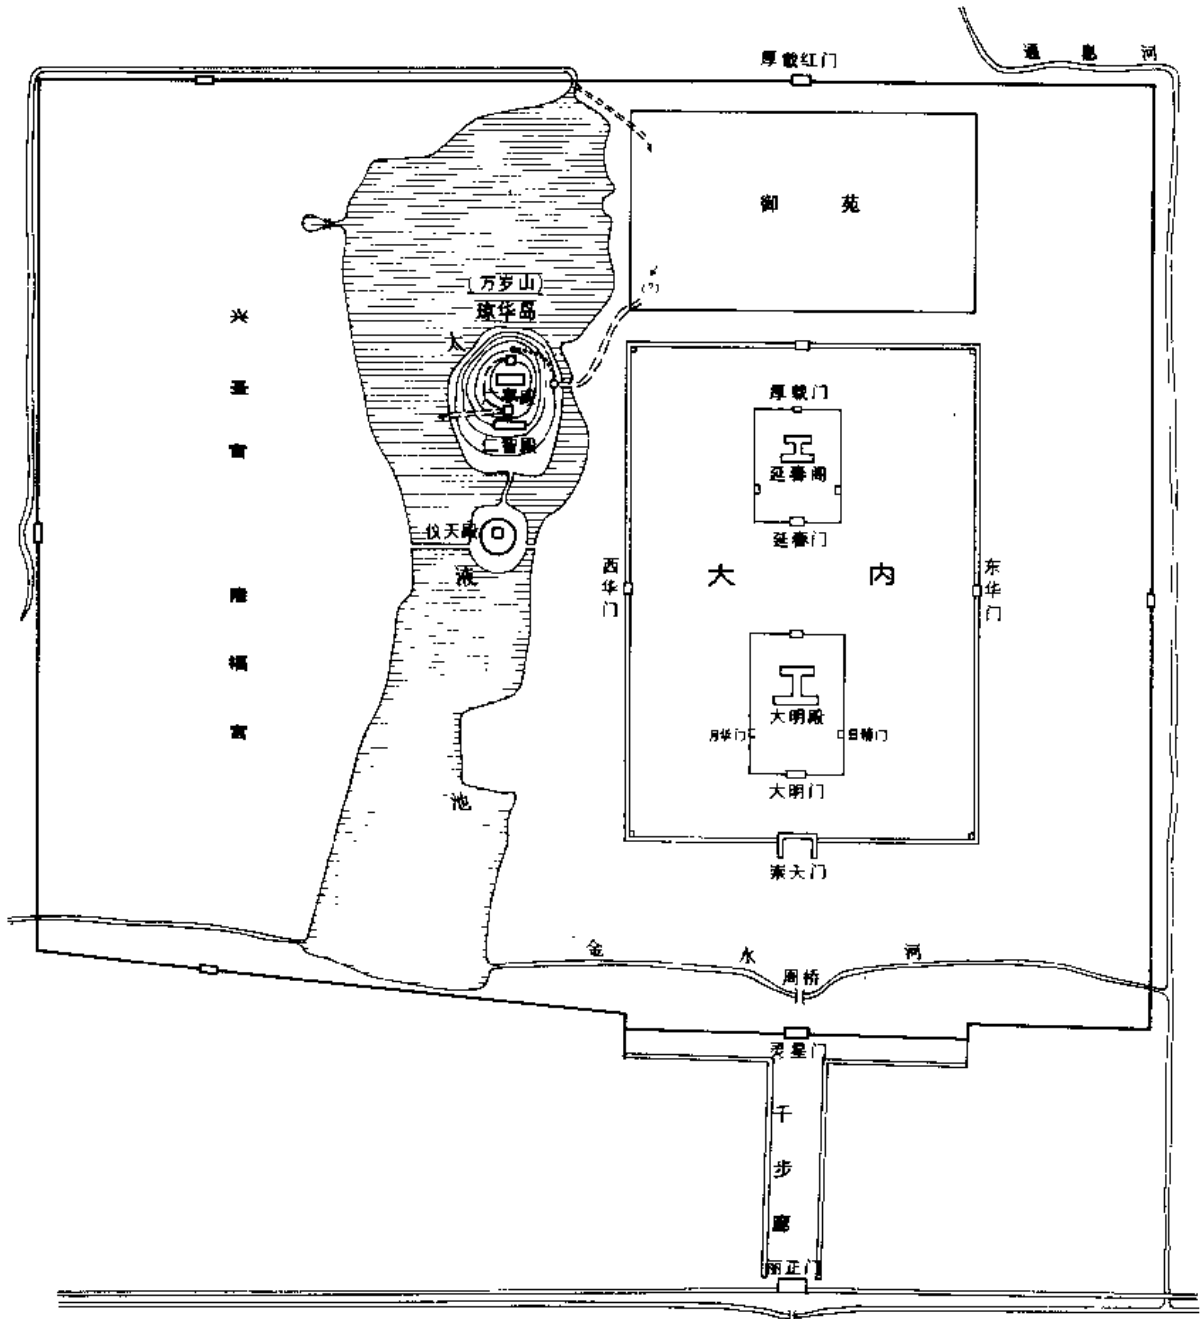 厚载红门
通惠河
御苑
(?)
(万岁山)
琼华岛
太液池
仁智殿
仪天殿
兴圣宫
隆福宫
厚载门
延春阁
延春门
大内
西华门
东华门
大明殿
月华门
日精门
大明门
崇天门
金水河
周桥
灵星门
千步廊
丽正门